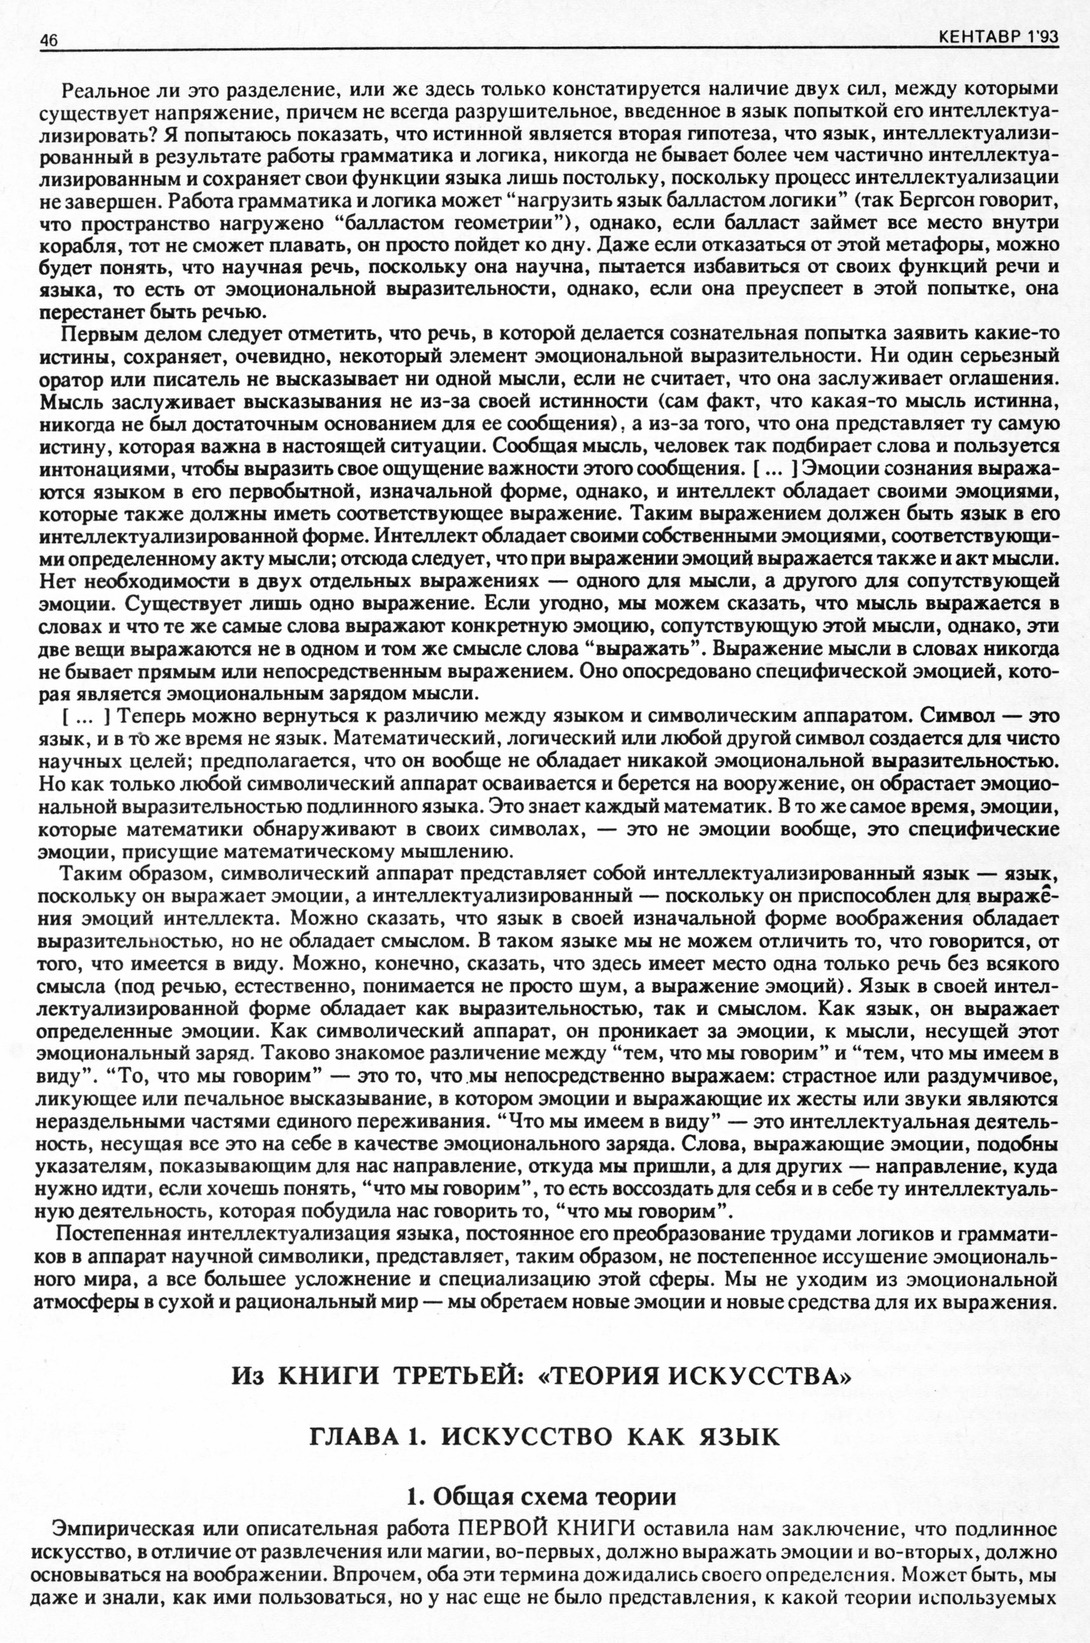 46
КЕНТАВР 1'93
Реальное ли это разделение, или же здесь только констатируется наличие двух сил, между которыми
существует напряжение, причем не всегда разрушительное, введенное в язык попыткой его интеллектуа-
лизировать? Я попытаюсь показать, что истинной является вторая гипотеза, что язык, интеллектуализи-
рованный в результате работы грамматика и логика, никогда не бывает более чем частично интеллектуа-
лизированным и сохраняет свои функции языка лишь постольку, поскольку процесс интеллектуализации
не завершен. Работа грамматика и логика может “нагрузить язык балластом логики” (так Бергсон говорит,
что пространство нагружено “балластом геометрии”), однако, если балласт займет все место внутри
корабля, тот не сможет плавать, он просто пойдет ко дну. Даже если отказаться от этой метафоры, можно
будет понять, что научная речь, поскольку она научна, пытается избавиться от своих функций речи и
языка, то есть от эмоциональной выразительности, однако, если она преуспеет в этой попытке, она
перестанет быть речью.
Первым делом следует отметить, что речь, в которой делается сознательная попытка заявить какие-то
истины, сохраняет, очевидно, некоторый элемент эмоциональной выразительности. Ни один серьезный
оратор или писатель не высказывает ни одной мысли, если не считает, что она заслуживает оглашения.
Мысль заслуживает высказывания не из-за своей истинности (сам факт, что какая-то мысль истинна,
никогда не был достаточным основанием для ее сообщения), а из-за того, что она представляет ту самую
истину, которая важна в настоящей ситуации. Сообщая мысль, человек так подбирает слова и пользуется
интонациями, чтобы выразить свое ощущение важности этого сообщения. [ ... ] Эмоции сознания выража-
ются языком в его первобытной, изначальной форме, однако, и интеллект обладает своими эмоциями,
которые также должны иметь соответствующее выражение. Таким выражением должен быть язык в его
интеллектуализированной форме. Интеллект обладает своими собственными эмоциями, соответствующи-
ми определенному акту мысли; отсюда следует, что при выражении эмоций выражается также и акт мысли.
Нет необходимости в двух отдельных выражениях — одного для мысли, а другого для сопутствующей
эмоции. Существует лишь одно выражение. Если угодно, мы можем сказать, что мысль выражается в
словах и что те же самые слова выражают конкретную эмоцию, сопутствующую этой мысли, однако, эти
две вещи выражаются не в одном и том же смысле слова “выражать”. Выражение мысли в словах никогда
не бывает прямым или непосредственным выражением. Оно опосредовано специфической эмоцией, кото-
рая является эмоциональным зарядом мысли.
[ ... ] Теперь можно вернуться к различию между языком и символическим аппаратом. Символ — это
язык, и в то же время не язык. Математический, логический или любой другой символ создается для чисто
научных целей; предполагается, что он вообще не обладает никакой эмоциональной выразительностью.
Но как только любой символический аппарат осваивается и берется на вооружение, он обрастает эмоцио-
нальной выразительностью подлинного языка. Это знает каждый математик. В то же самое время, эмоции,
которые математики обнаруживают в своих символах, — это не эмоции вообще, это специфические
эмоции, присущие математическому мышлению.
Таким образом, символический аппарат представляет собой интеллектуализированный язык — язык,
поскольку он выражает эмоции, а интеллектуализированный — поскольку он приспособлен для выраже-
ния эмоций интеллекта. Можно сказать, что язык в своей изначальной форме воображения обладает
выразительностью, но не обладает смыслом. В таком языке мы не можем отличить то, что говорится, от
того, что имеется в виду. Можно, конечно, сказать, что здесь имеет место одна только речь без всякого
смысла (под речью, естественно, понимается не просто шум, а выражение эмоций). Язык в своей интел-
лектуализированной форме обладает как выразительностью, так и смыслом. Как язык, он выражает
определенные эмоции. Как символический аппарат, он проникает за эмоции, к мысли, несущей этот
эмоциональный заряд. Таково знакомое различение между “тем, что мы говорим” и “тем, что мы имеем в
виду”. “То, что мы говорим” — это то, что мы непосредственно выражаем: страстное или раздумчивое,
ликующее или печальное высказывание, в котором эмоции и выражающие их жесты или звуки являются
нераздельными частями единого переживания. “Что мы имеем в виду” — это интеллектуальная деятель-
ность, несущая все это на себе в качестве эмоционального заряда. Слова, выражающие эмоции, подобны
указателям, показывающим для нас направление, откуда мы пришли, а для других — направление, куда
нужно идти, если хочешь понять, “что мы говорим”, то есть воссоздать для себя и в себе ту интеллектуаль-
ную деятельность, которая побудила нас говорить то, “что мы говорим”.
Постепенная интеллектуализация языка, постоянное его преобразование трудами логиков и граммати-
ков в аппарат научной символики, представляет, таким образом, не постепенное иссушение эмоциональ-
ного мира, а все большее усложнение и специализацию этой сферы. Мы не уходим из эмоциональной
атмосферы в сухой и рациональный мир — мы обретаем новые эмоции и новые средства для их выражения.
Из КНИГИ ТРЕТЬЕЙ: «ТЕОРИЯ ИСКУССТВА»
ГЛАВА 1. ИСКУССТВО КАК ЯЗЫК
1. Общая схема теории
Эмпирическая или описательная работа ПЕРВОЙ КНИГИ оставила нам заключение, что подлинное
искусство, в отличие от развлечения или магии, во-первых, должно выражать эмоции и во-вторых, должно
основываться на воображении. Впрочем, оба эти термина дожидались своего определения. Может быть, мы
даже и знали, как ими пользоваться, но у нас еще не было представления, к какой теории используемых